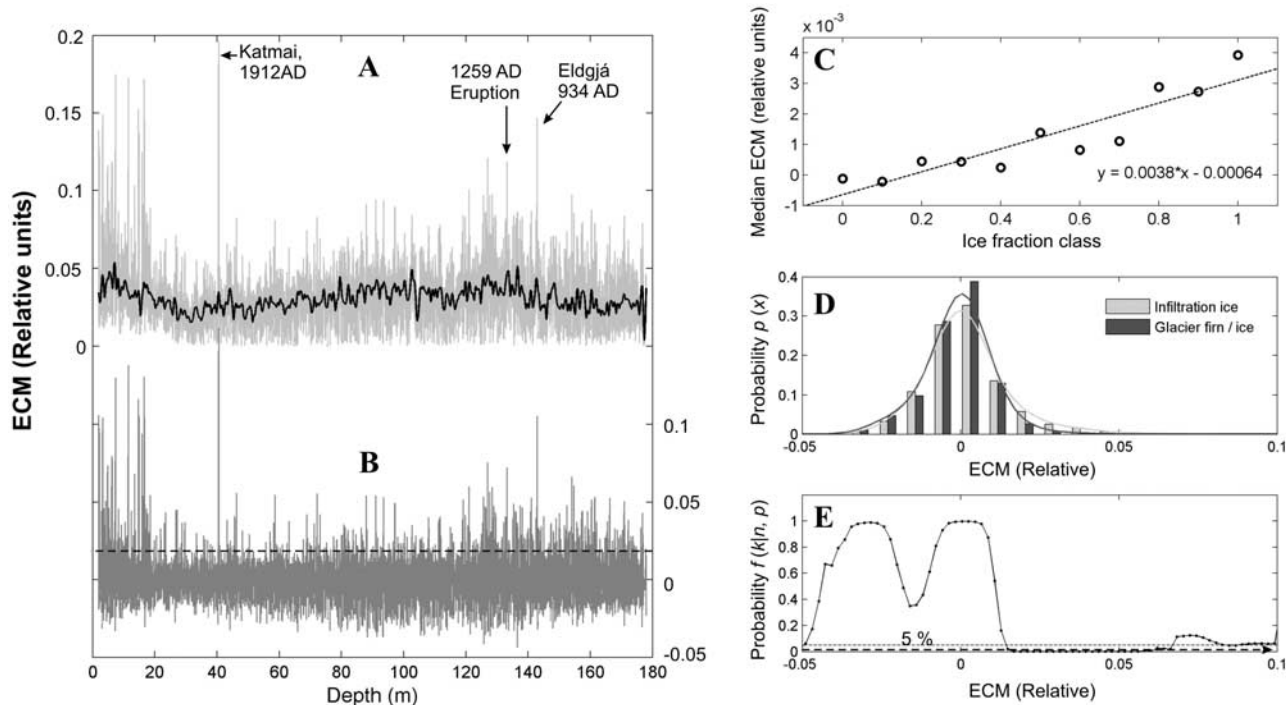 A
Katmai,
1912AD
1259 AD
Eruption
Eldgjá
934 AD
0.2
0.15
0.1
0.05
0
ECM (Relative units)
B
0.1
0.05
0
-0.05
0 20 40 60 80 100 120 140 160 180
Depth (m)
x 10⁻³
C
Median ECM (relative units)
4
3
2
1
0
-1
y = 0.0038*x - 0.00064
0 0.2 0.4 0.6 0.8 1
Ice fraction class
D
Probability p (x)
0.4
0.3
0.2
0.1
0
Infiltration ice
Glacier firn / ice
-0.05 0 0.05 0.1
ECM (Relative)
E
Probability f (k|n, p)
1
0.8
0.6
0.4
0.2
0
5 %
-0.05 0 0.05 0.1
ECM (Relative)